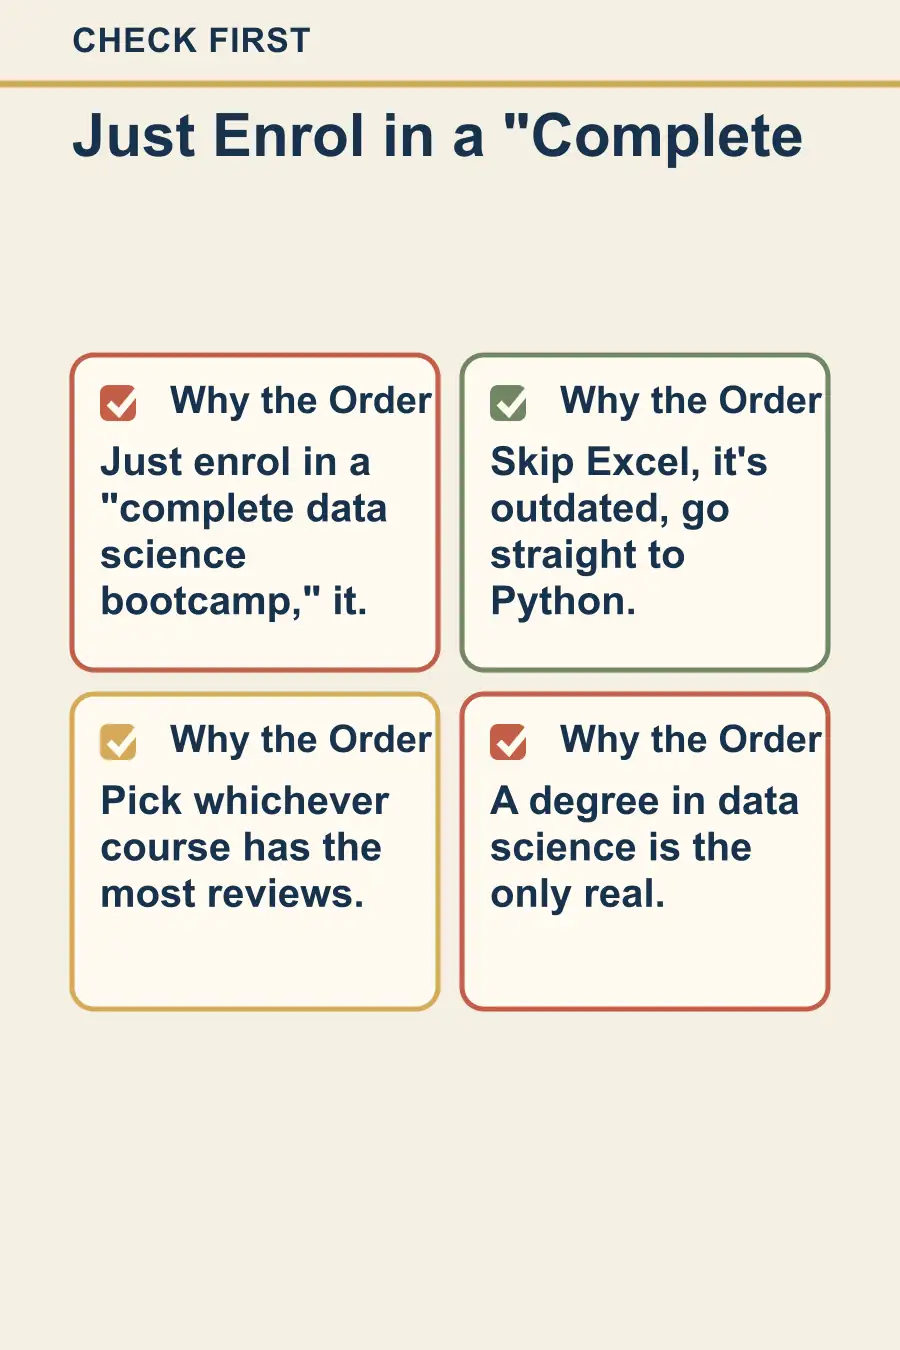 CHECK FIRST
Just Enrol in a "Complete
Why the Order
Just enrol in a
"complete data
science
bootcamp," it.
Why the Order
Skip Excel, it's
outdated, go
straight to
Python.
Why the Order
Pick whichever
course has the
most reviews.
Why the Order
A degree in data
science is the
only real.